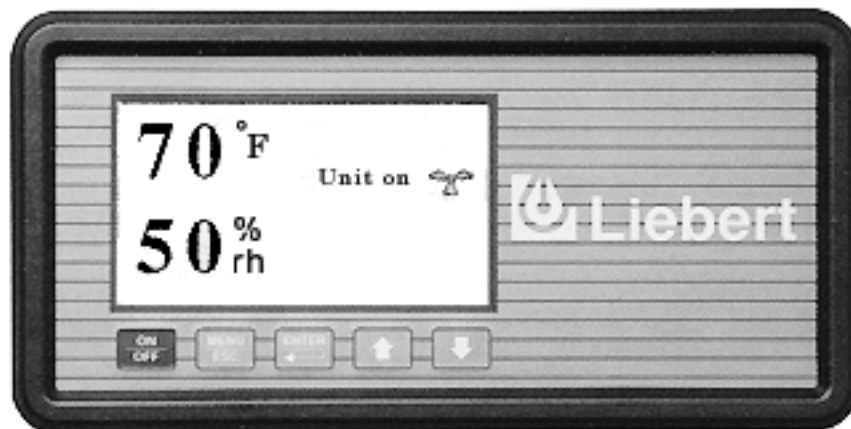 70 °F
Unit on
50 % rh
Liebert
ON OFF
MENU ESC
ENTER